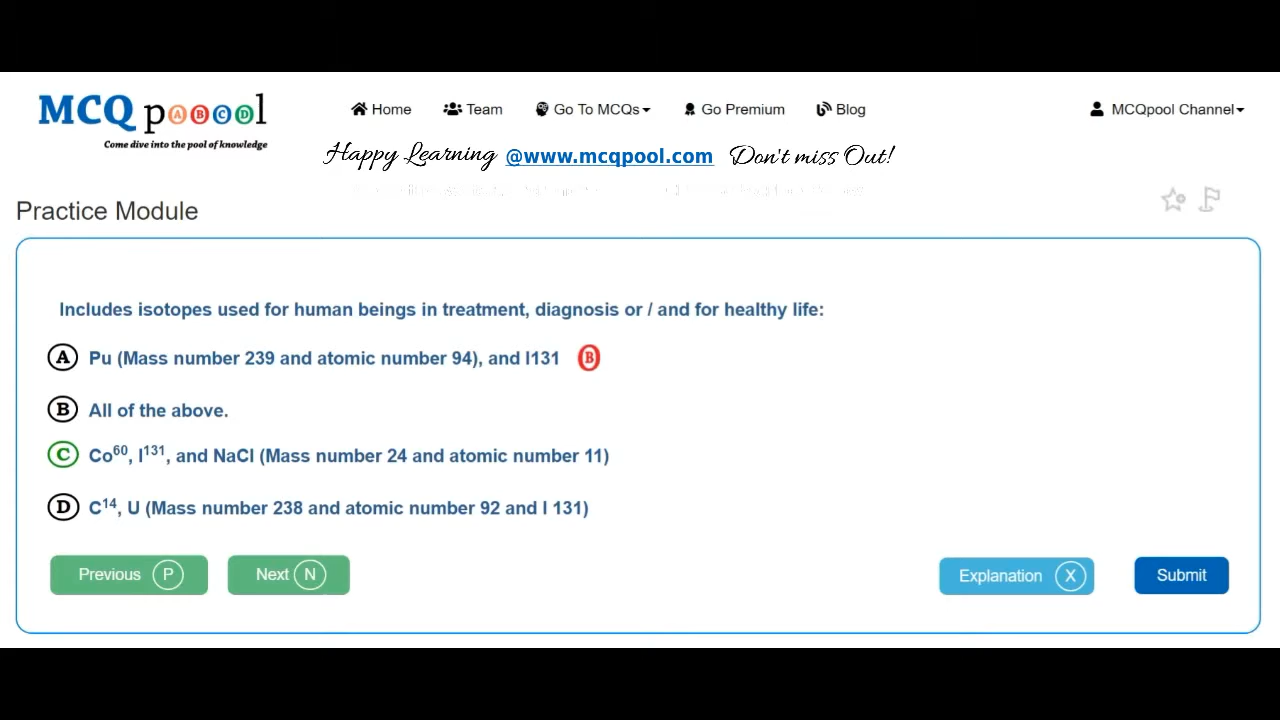 MCQ pABCDl
Come dive into the pool of knowledge
Home Team Go To MCQs Go Premium Blog MCQpool Channel
Happy Learning @www.mcqpool.com Don't miss Out!
Practice Module
Includes isotopes used for human beings in treatment, diagnosis or / and for healthy life:
A Pu (Mass number 239 and atomic number 94), and I131 B
B All of the above.
C Co⁶⁰, I¹³¹, and NaCl (Mass number 24 and atomic number 11)
D C¹⁴, U (Mass number 238 and atomic number 92 and I 131)
Previous P Next N Explanation X Submit